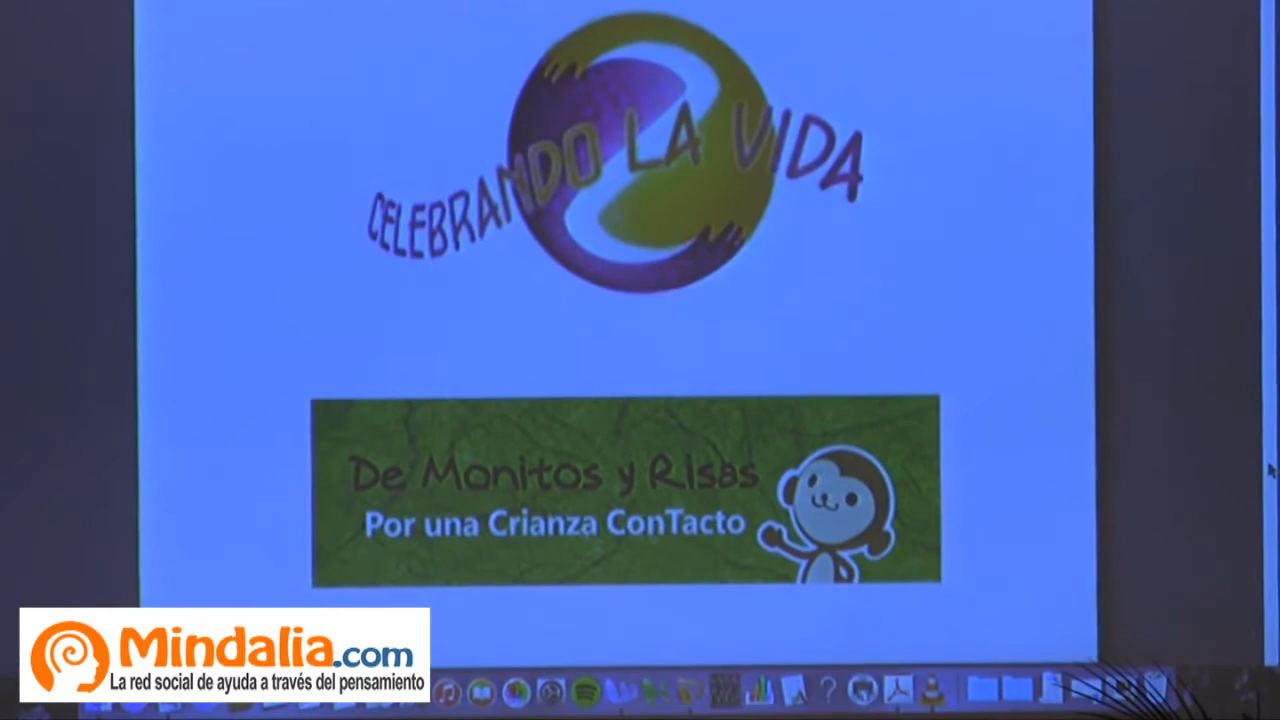 CELEBRANDO LA VIDA
De Monitos y Risas
Por una Crianza ConTacto
Mindalia.com
La red social de ayuda a través del pensamiento